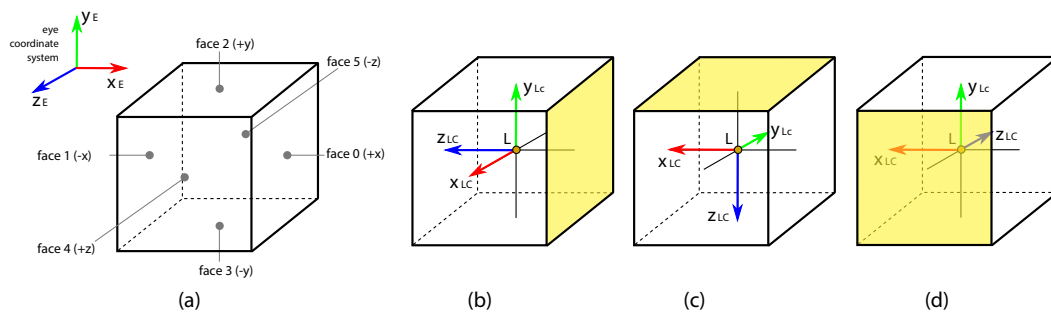 eye
coordinate
system
y E
x E
z E
face 2 (+y)
face 5 (-z)
face 1 (-x)
face 0 (+x)
face 4 (+z)
face 3 (-y)
(a)
y Lc
z LC
L
x LC
(b)
y Lc
x LC
L
z LC
(c)
y Lc
z LC
x LC
L
(d)